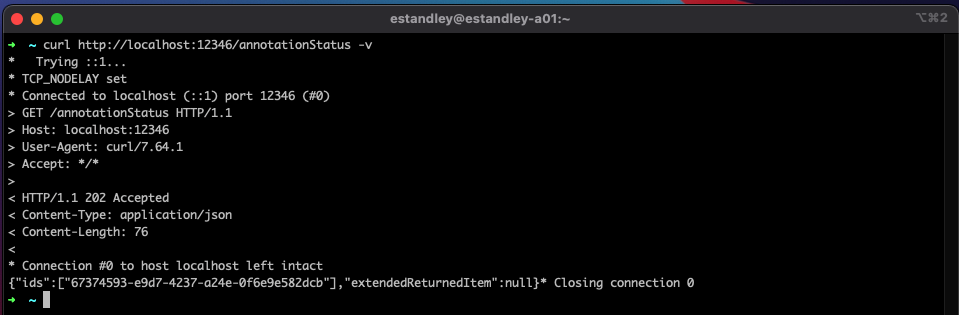 estandley@estandley-a01:~
⌥⌘2
➜ ~ curl http://localhost:12346/annotationStatus -v
*   Trying ::1...
* TCP_NODELAY set
* Connected to localhost (::1) port 12346 (#0)
> GET /annotationStatus HTTP/1.1
> Host: localhost:12346
> User-Agent: curl/7.64.1
> Accept: */*
>
< HTTP/1.1 202 Accepted
< Content-Type: application/json
< Content-Length: 76
<
* Connection #0 to host localhost left intact
{"ids":["67374593-e9d7-4237-a24e-0f6e9e582dcb"],"extendedReturnedItem":null}* Closing connection 0
➜ ~